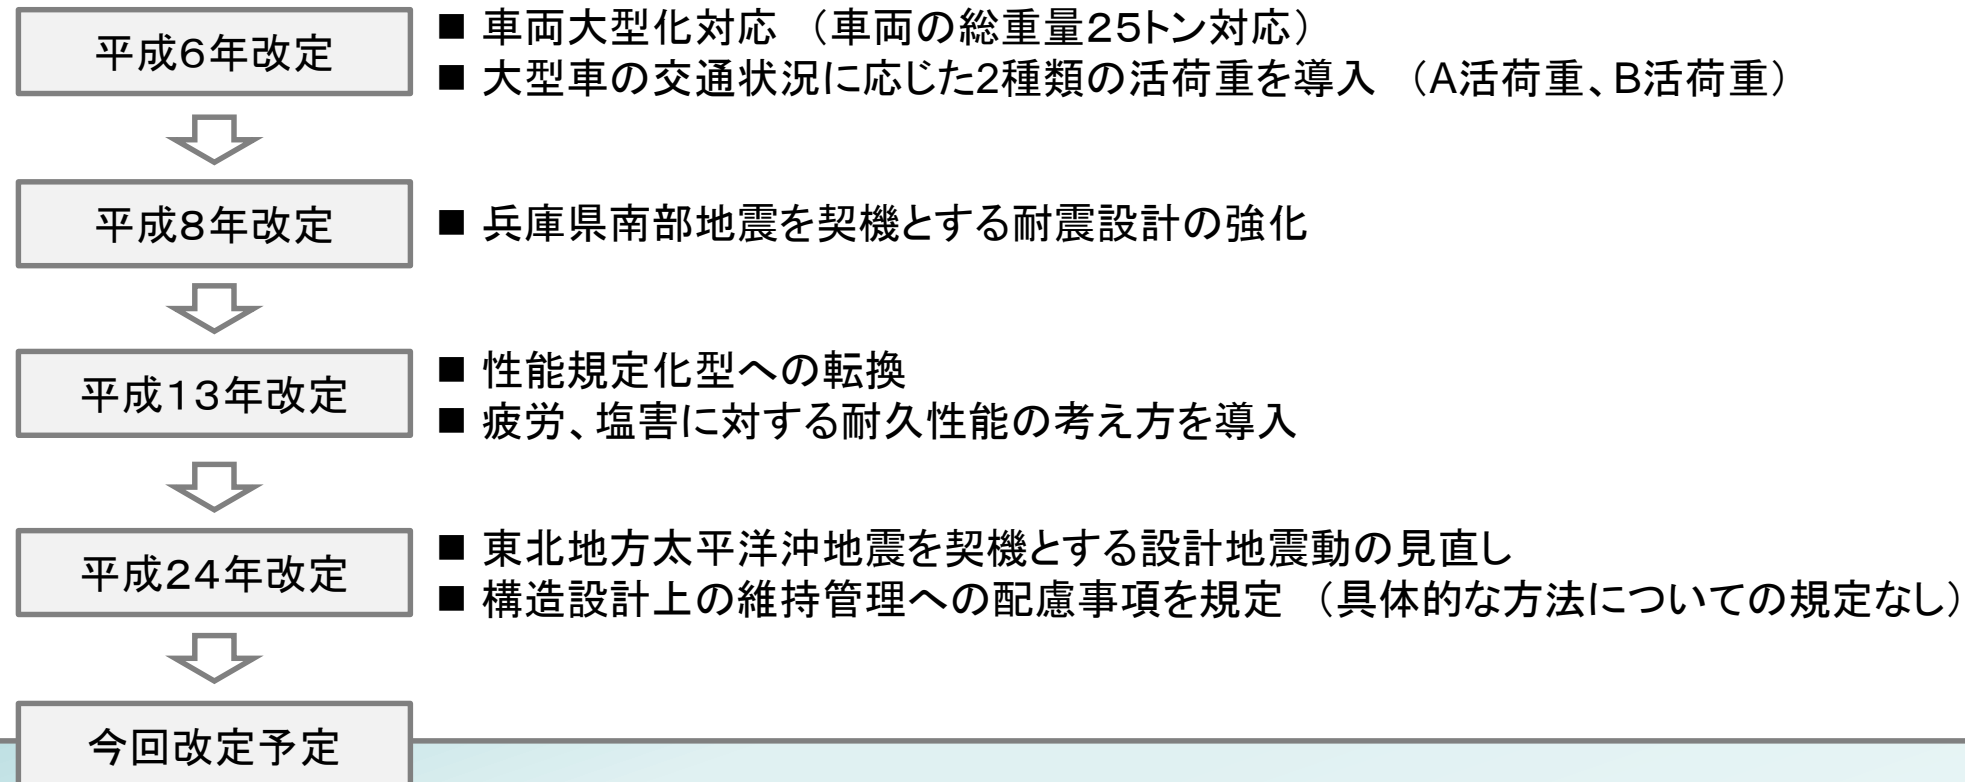 平成6年改定
■ 車両大型化対応 （車両の総重量25トン対応）
■ 大型車の交通状況に応じた2種類の活荷重を導入 （A活荷重、B活荷重）
平成8年改定
■ 兵庫県南部地震を契機とする耐震設計の強化
平成13年改定
■ 性能規定化型への転換
■ 疲労、塩害に対する耐久性能の考え方を導入
平成24年改定
■ 東北地方太平洋沖地震を契機とする設計地震動の見直し
■ 構造設計上の維持管理への配慮事項を規定 （具体的な方法についての規定なし）
今回改定予定